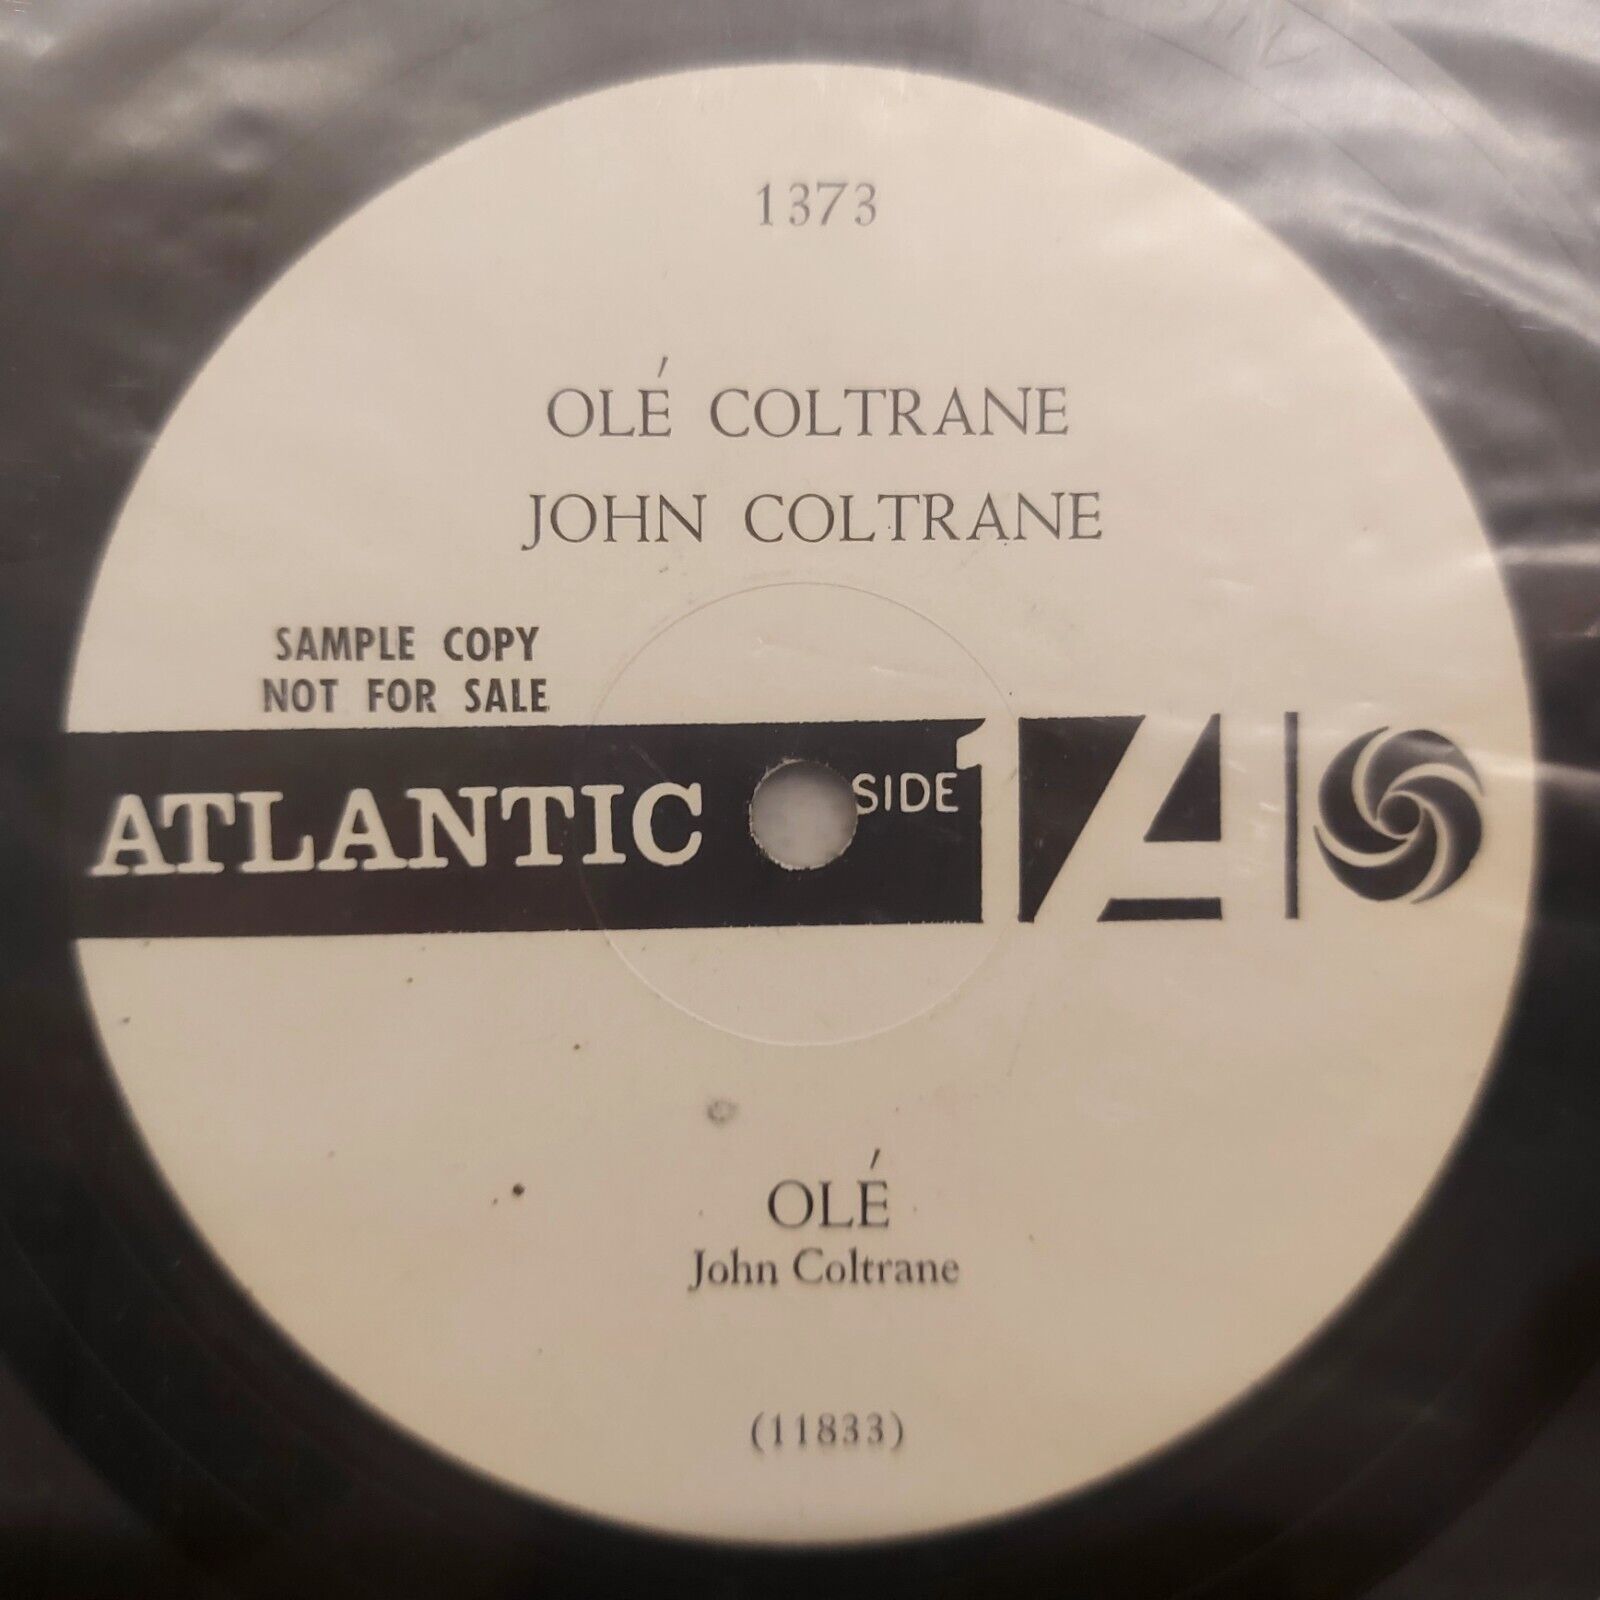 1373
OLÉ COLTRANE
JOHN COLTRANE
SAMPLE COPY
NOT FOR SALE
ATLANTIC SIDE 1 A
OLÉ
John Coltrane
(11833)